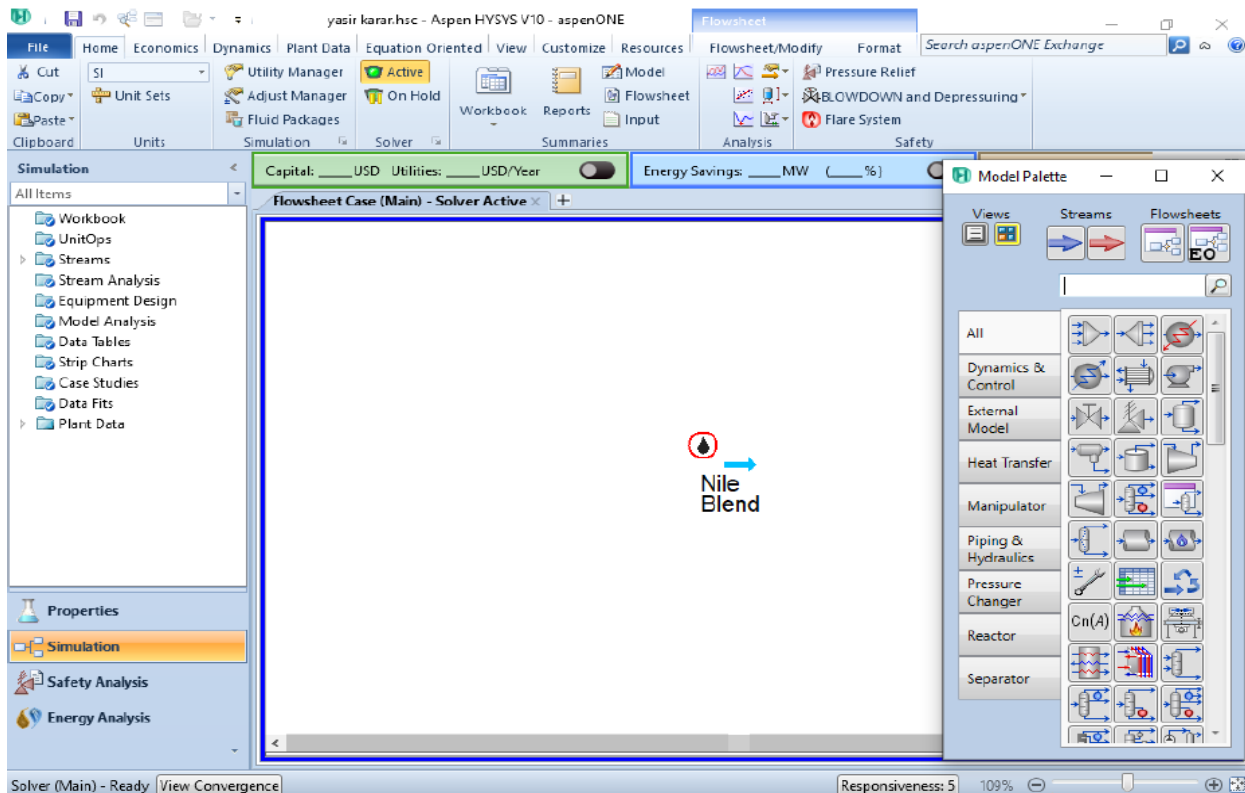 yasir karar.hsc - Aspen HYSYS V10 - aspenONE
Flowsheet
File Home Economics Dynamics Plant Data Equation Oriented View Customize Resources Flowsheet/Modify Format Search aspenONE Exchange
Cut SI Utility Manager Active Model Pressure Relief
Copy Unit Sets Adjust Manager On Hold Workbook Reports Flowsheet BLOWDOWN and Depressuring
Paste Fluid Packages Input Flare System
Clipboard Units Simulation Solver Summaries Analysis Safety
Simulation
All Items
Workbook
UnitOps
Streams
Stream Analysis
Equipment Design
Model Analysis
Data Tables
Strip Charts
Case Studies
Data Fits
Plant Data
Properties
Simulation
Safety Analysis
Energy Analysis
Capital: _____USD Utilities: _____USD/Year
Energy Savings: _____MW (_____%)
Flowsheet Case (Main) - Solver Active
Nile
Blend
Model Palette
Views Streams Flowsheets
EO
All
Dynamics &
Control
External
Model
Heat Transfer
Manipulator
Piping &
Hydraulics
Pressure
Changer
Reactor
Separator
Cn(A)
Solver (Main) - Ready View Convergence Responsiveness: 5 109%